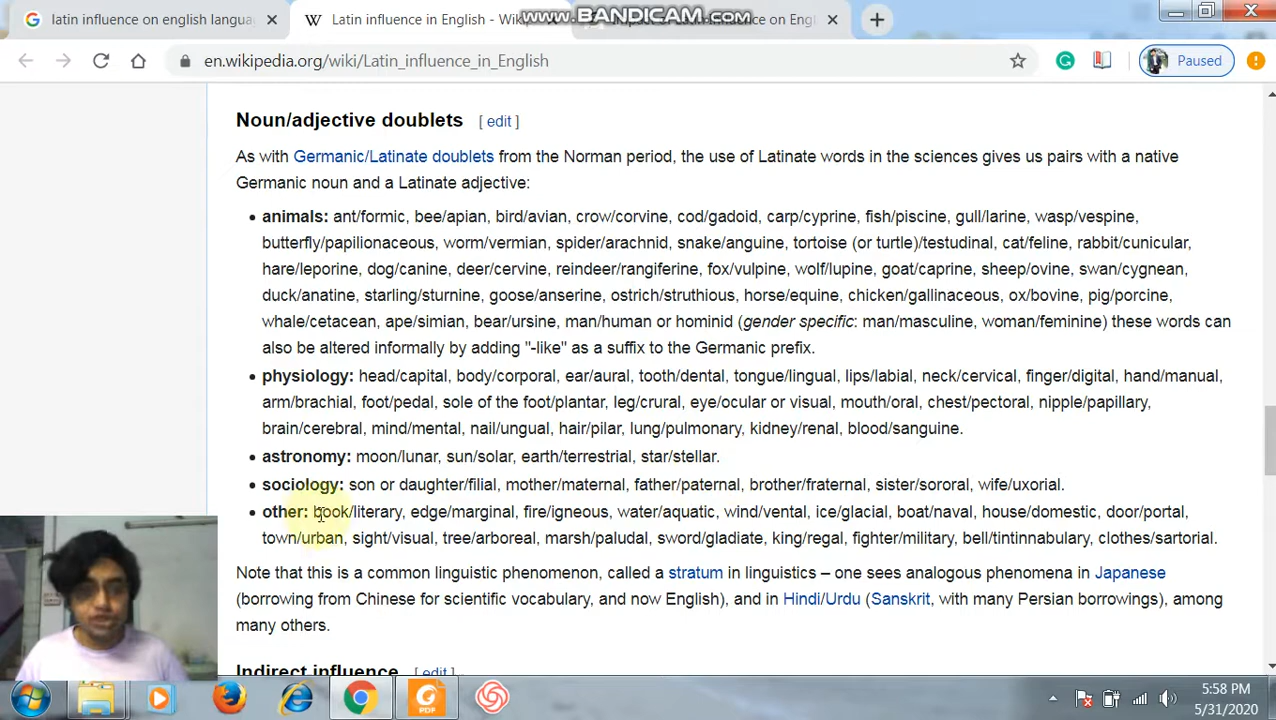 latin influence on english langua
Latin influence in English - Wiki
www.BANDICAM.com
on Eng
en.wikipedia.org/wiki/Latin_influence_in_English
Paused
Noun/adjective doublets [ edit ]
As with Germanic/Latinate doublets from the Norman period, the use of Latinate words in the sciences gives us pairs with a native
Germanic noun and a Latinate adjective:
• animals: ant/formic, bee/apian, bird/avian, crow/corvine, cod/gadoid, carp/cyprine, fish/piscine, gull/larine, wasp/vespine,
butterfly/papilionaceous, worm/vermian, spider/arachnid, snake/anguine, tortoise (or turtle)/testudinal, cat/feline, rabbit/cunicular,
hare/leporine, dog/canine, deer/cervine, reindeer/rangiferine, fox/vulpine, wolf/lupine, goat/caprine, sheep/ovine, swan/cygnean,
duck/anatine, starling/sturnine, goose/anserine, ostrich/struthious, horse/equine, chicken/gallinaceous, ox/bovine, pig/porcine,
whale/cetacean, ape/simian, bear/ursine, man/human or hominid (gender specific: man/masculine, woman/feminine) these words can
also be altered informally by adding "-like" as a suffix to the Germanic prefix.
• physiology: head/capital, body/corporal, ear/aural, tooth/dental, tongue/lingual, lips/labial, neck/cervical, finger/digital, hand/manual,
arm/brachial, foot/pedal, sole of the foot/plantar, leg/crural, eye/ocular or visual, mouth/oral, chest/pectoral, nipple/papillary,
brain/cerebral, mind/mental, nail/ungual, hair/pilar, lung/pulmonary, kidney/renal, blood/sanguine.
• astronomy: moon/lunar, sun/solar, earth/terrestrial, star/stellar.
• sociology: son or daughter/filial, mother/maternal, father/paternal, brother/fraternal, sister/sororal, wife/uxorial.
• other: book/literary, edge/marginal, fire/igneous, water/aquatic, wind/vental, ice/glacial, boat/naval, house/domestic, door/portal,
town/urban, sight/visual, tree/arboreal, marsh/paludal, sword/gladiate, king/regal, fighter/military, bell/tintinnabulary, clothes/sartorial.
Note that this is a common linguistic phenomenon, called a stratum in linguistics – one sees analogous phenomena in Japanese
(borrowing from Chinese for scientific vocabulary, and now English), and in Hindi/Urdu (Sanskrit, with many Persian borrowings), among
many others.
Indirect influence [ edit ]
PDF
5:58 PM
5/31/2020